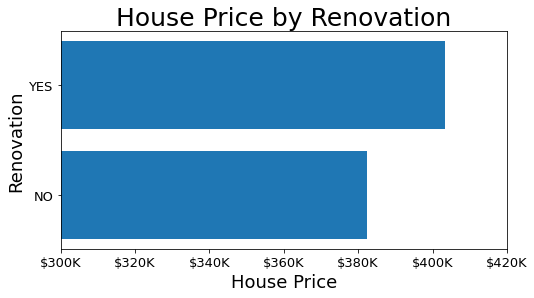 House Price by Renovation
YES
NO
Renovation
$300K
$320K
$340K
$360K
$380K
$400K
$420K
House Price